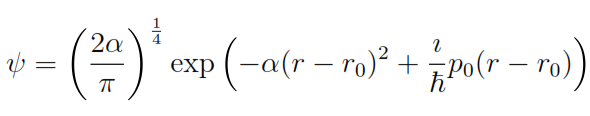 ψ = (2α/π)^{1/4} exp(−α(r − r₀)² + ı/ħ p₀(r − r₀))